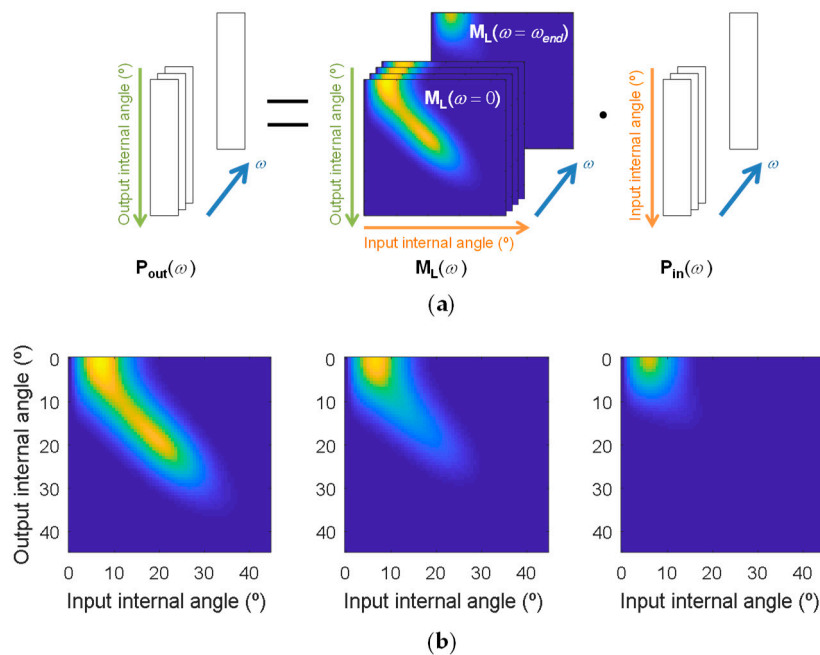 Output internal angle (º)
ω
=
Output internal angle (º)
M_L(ω = ω_end)
M_L(ω = 0)
ω
Input internal angle (º)
·
Input internal angle (º)
ω
P_out(ω)
M_L(ω)
P_in(ω)
(a)
Output internal angle (º)
0
10
20
30
40
0 10 20 30 40
Input internal angle (º)
0
10
20
30
40
0 10 20 30 40
Input internal angle (º)
0
10
20
30
40
0 10 20 30 40
Input internal angle (º)
(b)